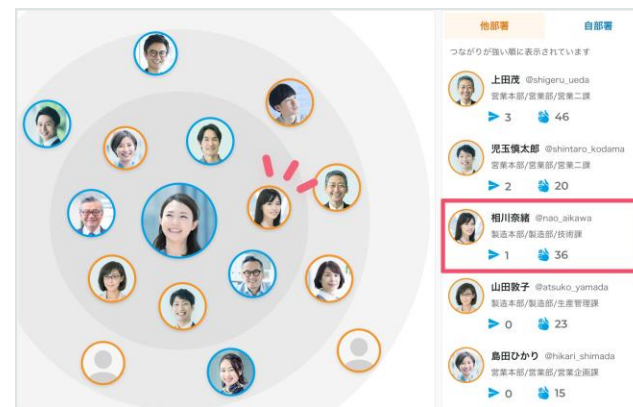 他部署 自部署
つながりが強い順に表示されています
上田茂 @shigeru_ueda
営業本部/営業部/営業二課
3 46
児玉慎太郎 @shintaro_kodama
営業本部/営業部/営業二課
2 20
相川奈緒 @nao_aikawa
製造本部/製造部/技術課
1 36
山田敦子 @atsuko_yamada
製造本部/製造部/生産管理課
0 23
島田ひかり @hikari_shimada
営業本部/営業部/営業企画課
0 15